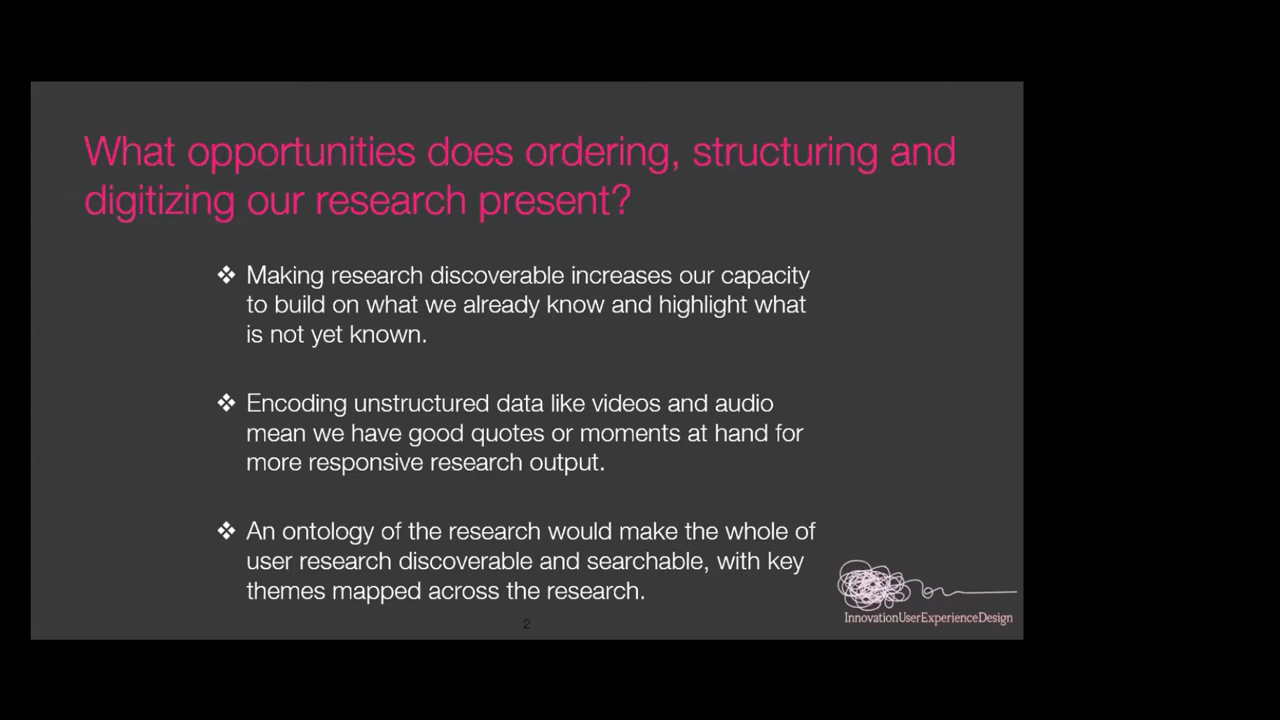 What opportunities does ordering, structuring and
digitizing our research present?
❖ Making research discoverable increases our capacity
to build on what we already know and highlight what
is not yet known.
❖ Encoding unstructured data like videos and audio
mean we have good quotes or moments at hand for
more responsive research output.
❖ An ontology of the research would make the whole of
user research discoverable and searchable, with key
themes mapped across the research.
InnovationUserExperienceDesign
2